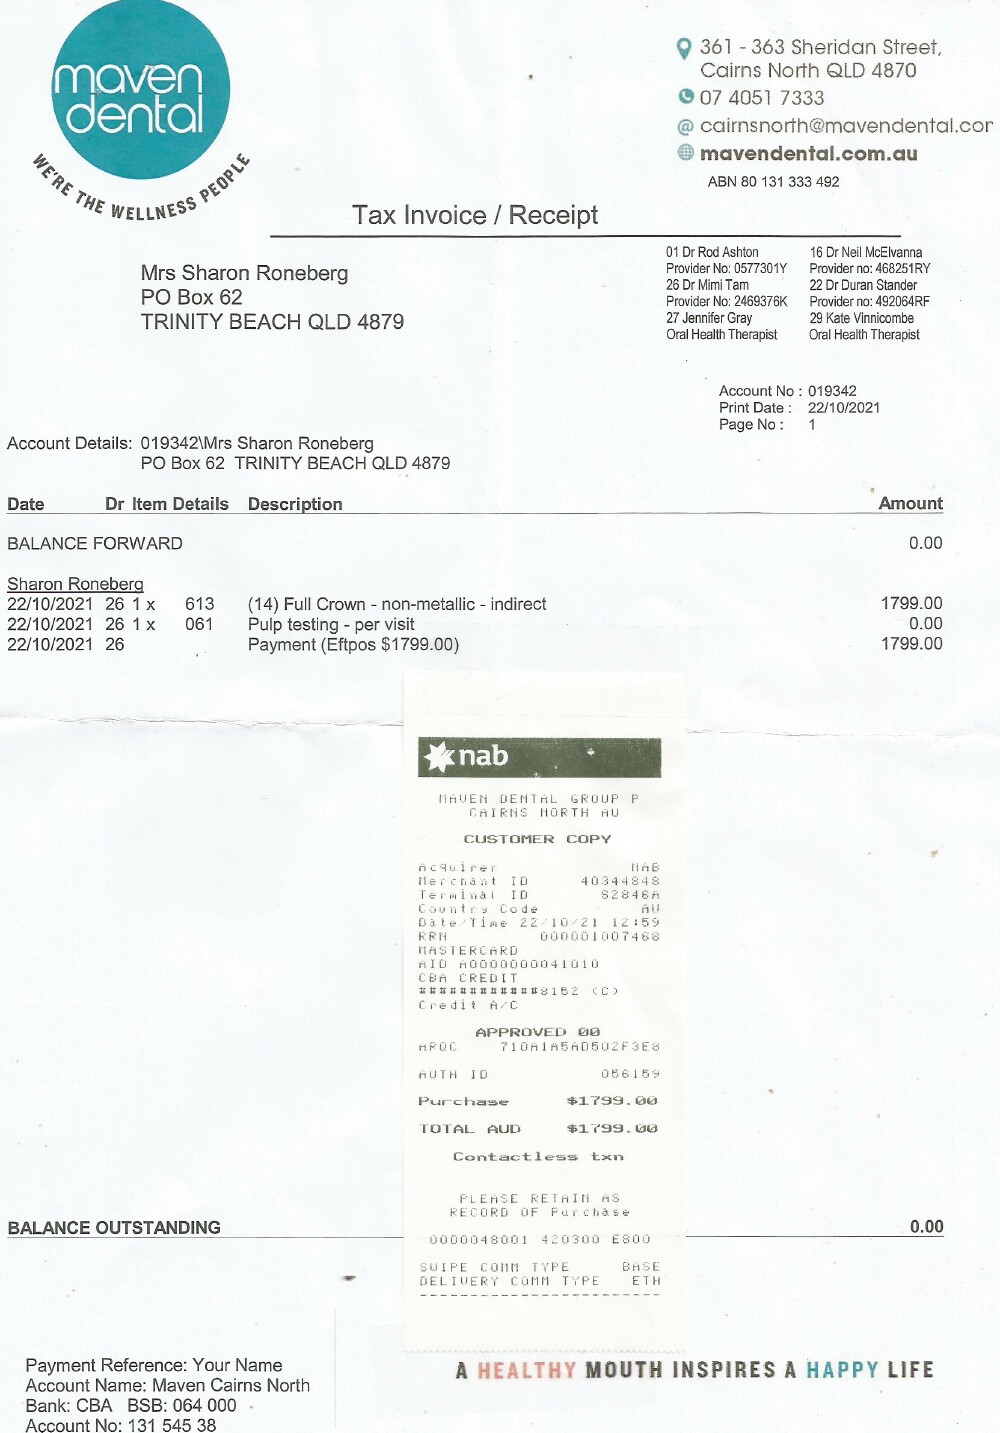 maven
dental
WE'RE THE WELLNESS PEOPLE
361 - 363 Sheridan Street,
Cairns North QLD 4870
07 4051 7333
@ cairnsnorth@mavendental.cor
mavendental.com.au
ABN 80 131 333 492
Tax Invoice / Receipt
Mrs Sharon Roneberg
PO Box 62
TRINITY BEACH QLD 4879
01 Dr Rod Ashton 16 Dr Neil McElvanna
Provider No: 0577301Y Provider no: 468251RY
26 Dr Mimi Tam 22 Dr Duran Stander
Provider No: 2469376K Provider no: 492064RF
27 Jennifer Gray 29 Kate Vinnicombe
Oral Health Therapist Oral Health Therapist
Account No : 019342
Print Date : 22/10/2021
Page No : 1
Account Details: 019342\Mrs Sharon Roneberg
PO Box 62 TRINITY BEACH QLD 4879
Date Dr Item Details Description Amount
BALANCE FORWARD 0.00
Sharon Roneberg
22/10/2021 26 1 x 613 (14) Full Crown - non-metallic - indirect 1799.00
22/10/2021 26 1 x 061 Pulp testing - per visit 0.00
22/10/2021 26 Payment (Eftpos $1799.00) 1799.00
nab
MAVEN DENTAL GROUP P
CAIRNS NORTH AU
CUSTOMER COPY
Acquirer NAB
Merchant ID 40344848
Terminal ID S2846A
Country Code AU
Date/Time 22/10/21 12:59
RRN 000001007468
MASTERCARD
AID A0000000041010
CBA CREDIT
############8152 (C)
Credit A/C
APPROVED 00
ARQC 710A1A5AD502F3E8
AUTH ID 056159
Purchase $1799.00
TOTAL AUD $1799.00
Contactless txn
PLEASE RETAIN AS
RECORD OF Purchase
0000048001 420300 E800
SWIPE COMM TYPE BASE
DELIVERY COMM TYPE ETH
------------------------
BALANCE OUTSTANDING 0.00
Payment Reference: Your Name
Account Name: Maven Cairns North
Bank: CBA BSB: 064 000
Account No: 131 545 38
A HEALTHY MOUTH INSPIRES A HAPPY LIFE